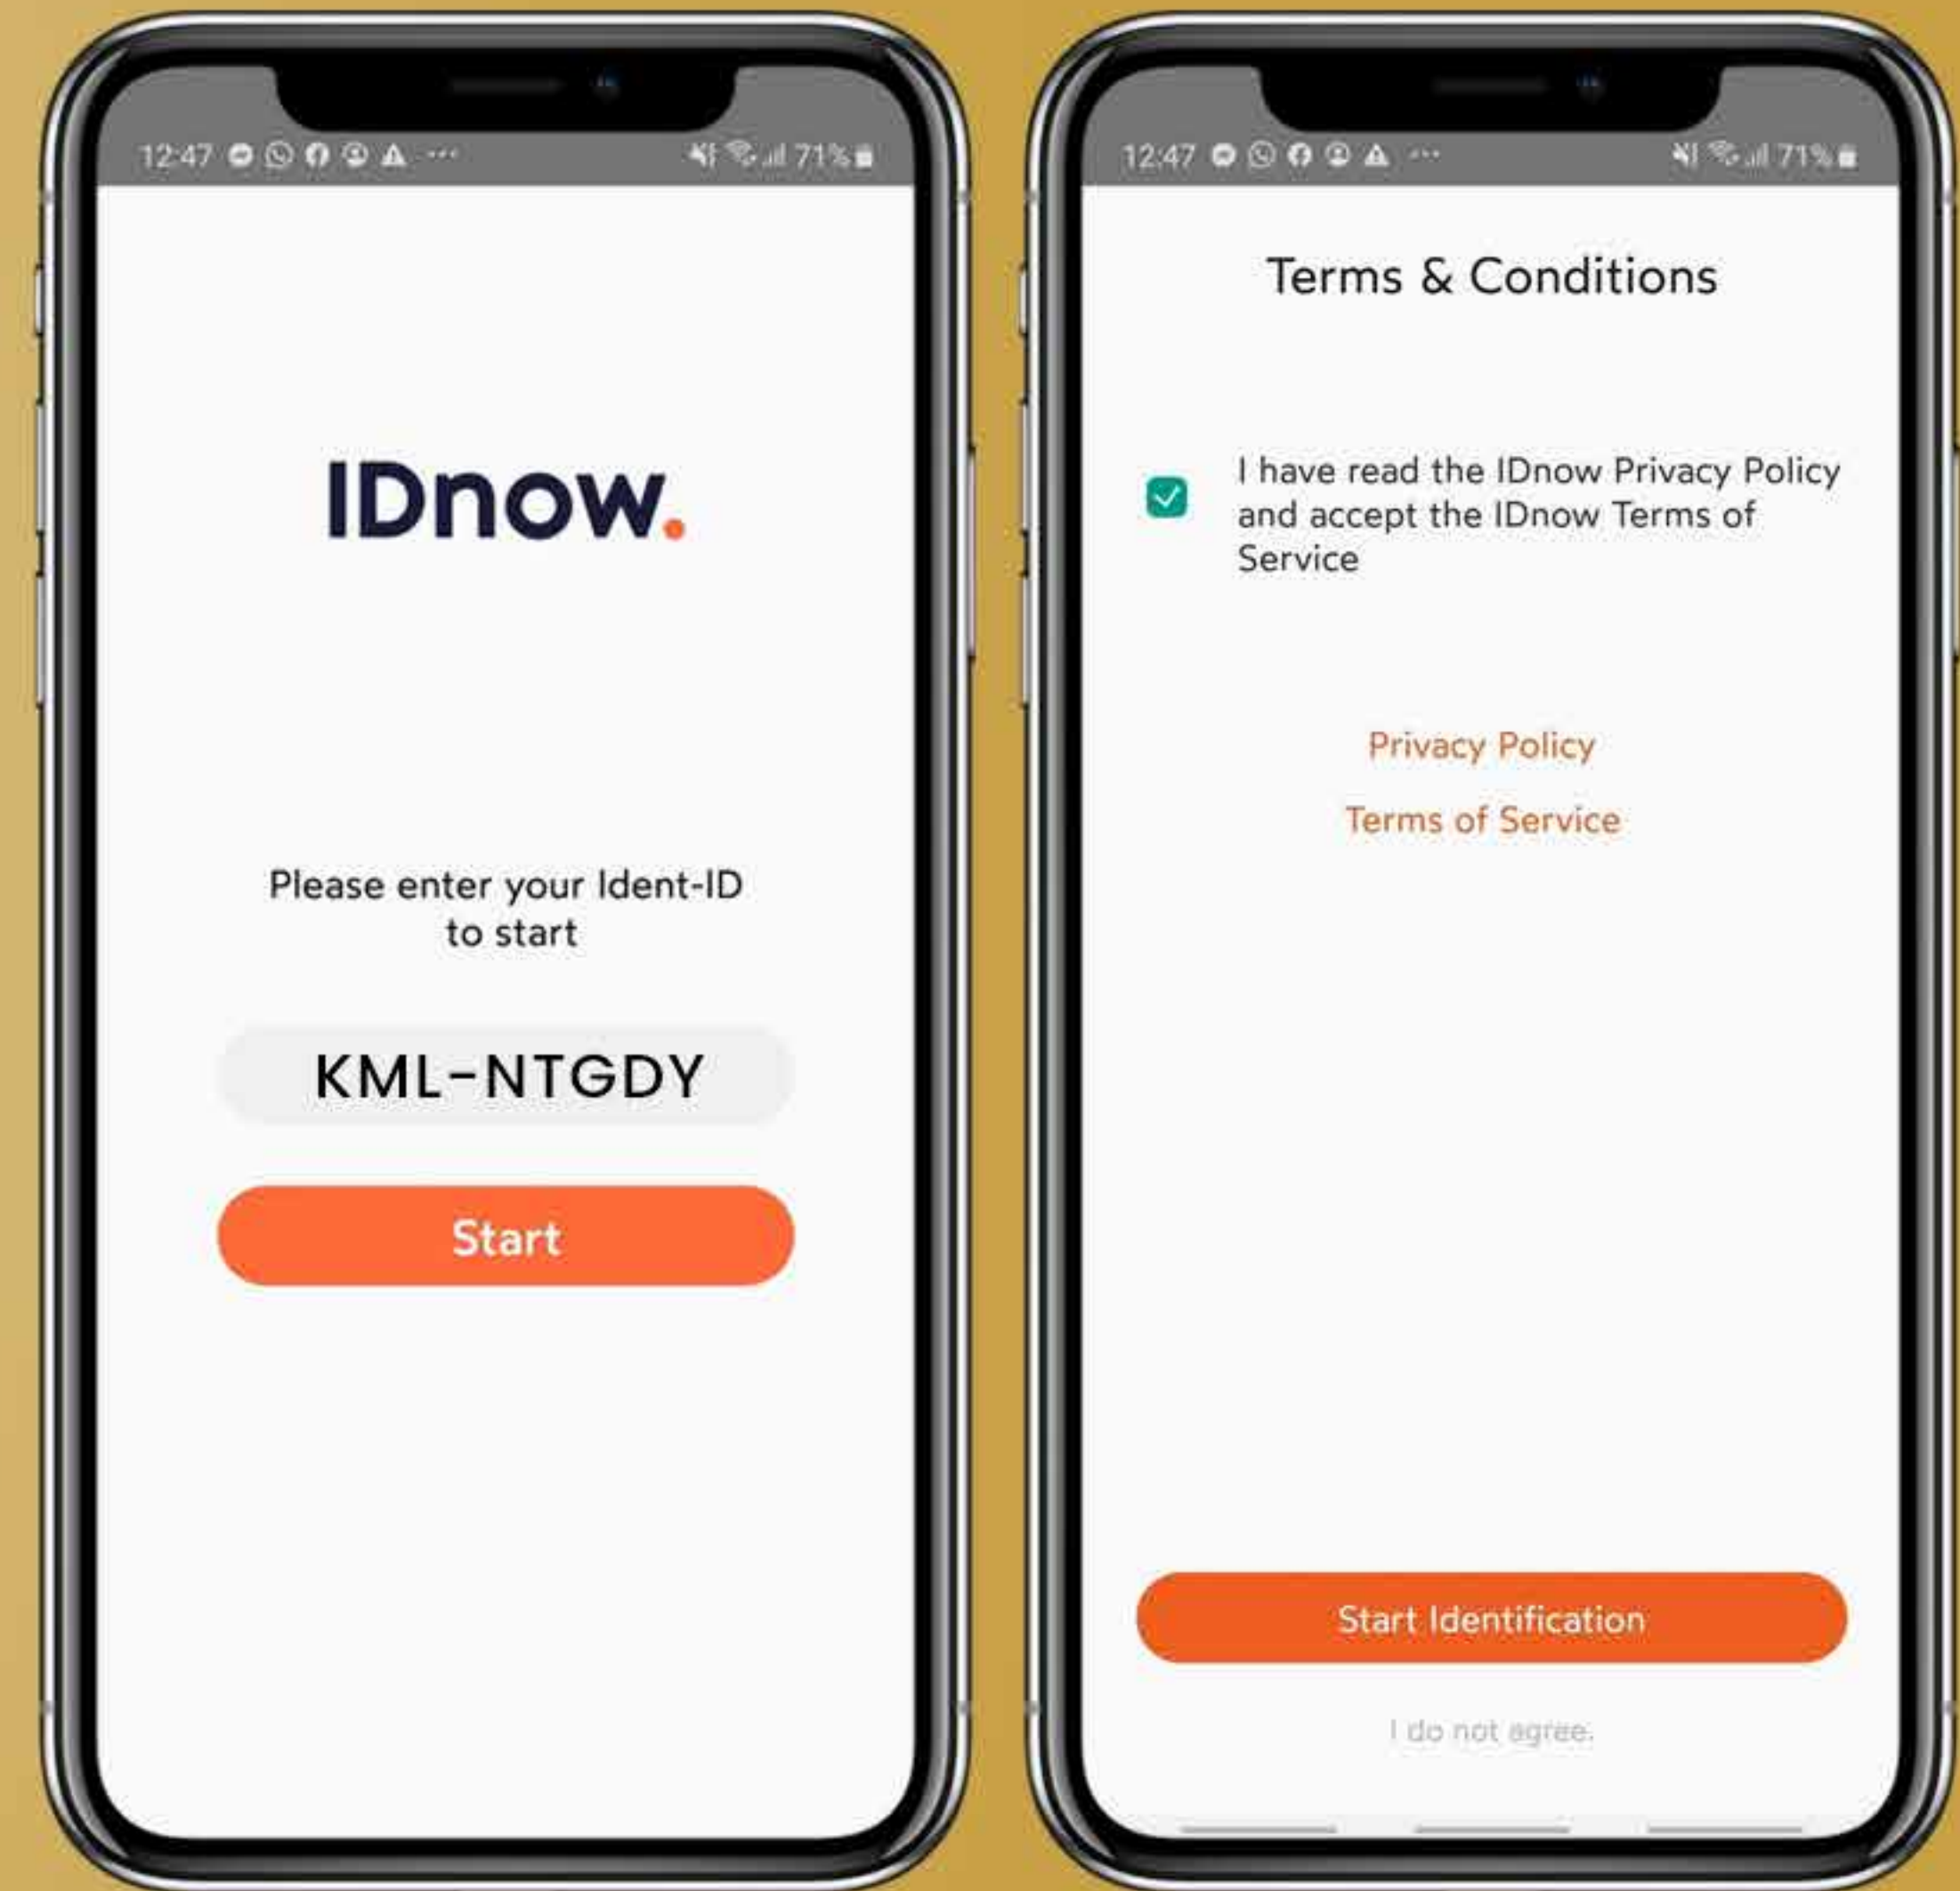 12:47 71%
IDnow.
Please enter your Ident-ID
to start
KML-NTGDY
Start
12:47 71%
Terms & Conditions
I have read the IDnow Privacy Policy
and accept the IDnow Terms of
Service
Privacy Policy
Terms of Service
Start Identification
I do not agree.